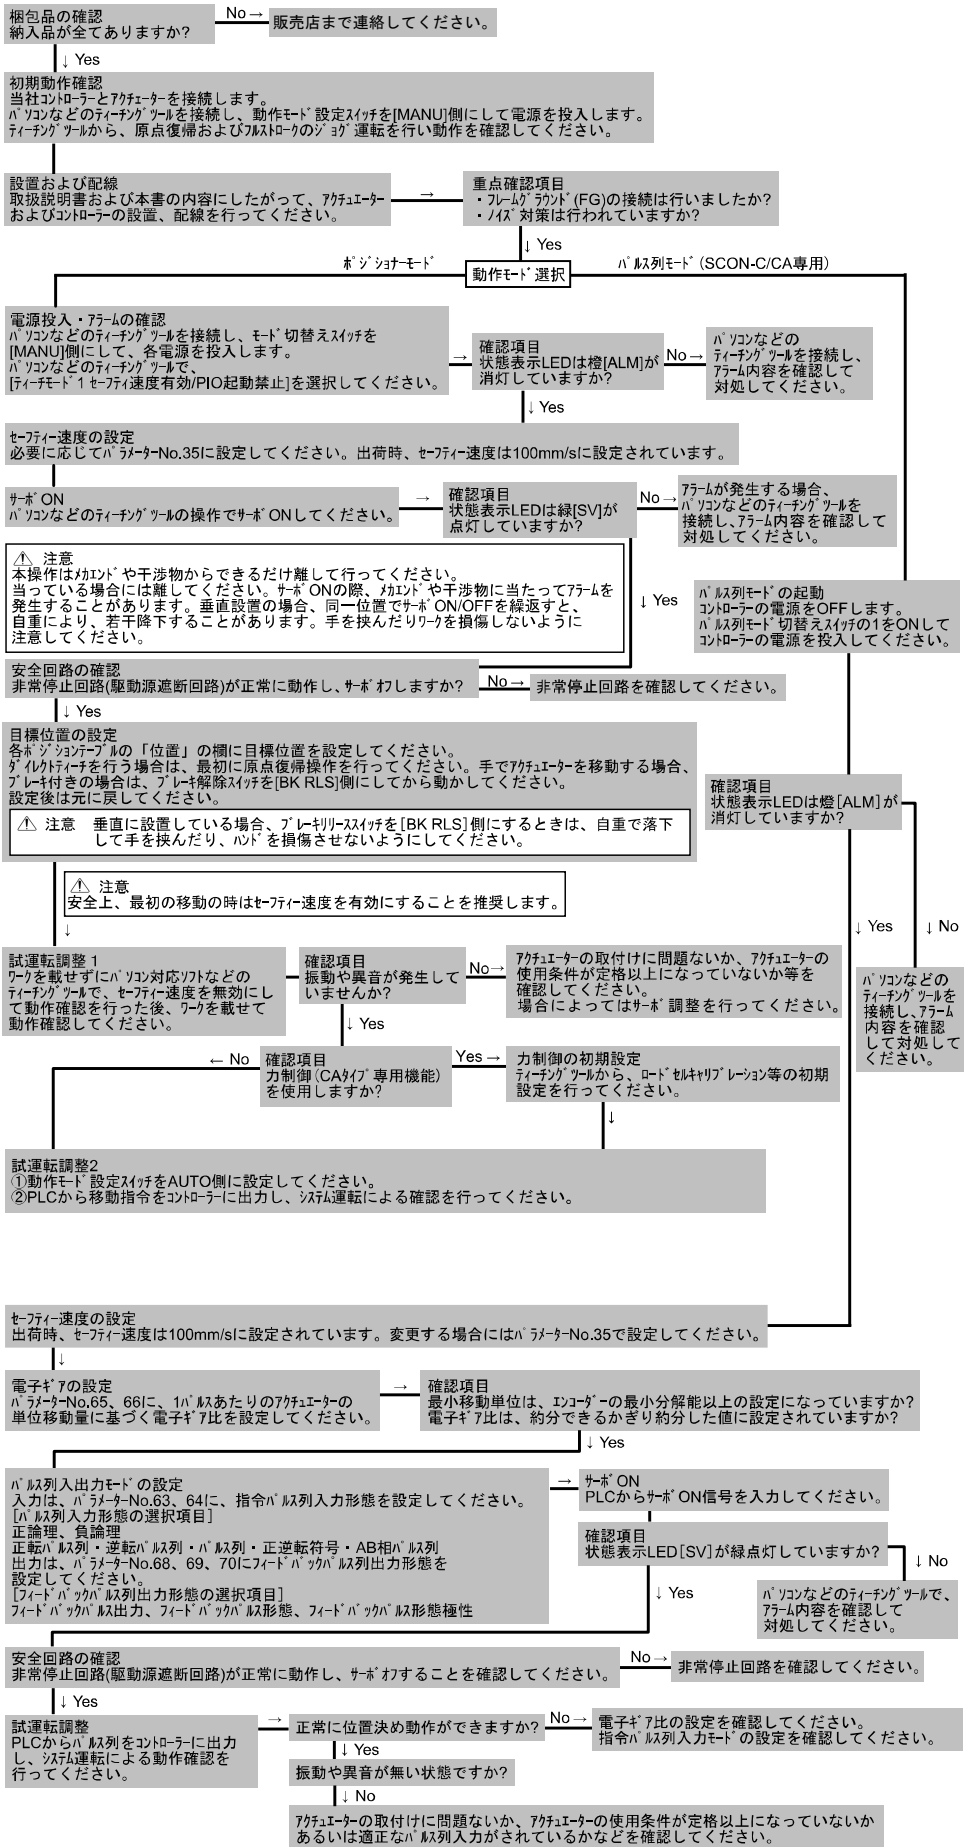 梱包品の確認
納入品が全てありますか?
No→
販売店まで連絡してください。
↓ Yes
初期動作確認
当社ｺﾝﾄﾛｰﾗｰとｱｸﾁｪｰﾀｰを接続します。
ﾊﾟｿｺﾝなどのﾃｨｰﾁﾝｸﾞﾂｰﾙを接続し、動作ﾓｰﾄﾞ設定ｽｲｯﾁを[MANU]側にして電源を投入します。
ﾃｨｰﾁﾝｸﾞﾂｰﾙから、原点復帰およびﾌﾙｽﾄﾛｰｸのｼﾞｮｸﾞ運転を行い動作を確認してください。
設置および配線
取扱説明書および本書の内容にしたがって、ｱｸﾁｭｴｰﾀｰ
およびｺﾝﾄﾛｰﾗｰの設置、配線を行ってください。
→
重点確認項目
・ﾌﾚｰﾑｸﾞﾗｳﾝﾄﾞ(FG)の接続は行いましたか?
・ﾉｲｽﾞ対策は行われていますか?
↓ Yes
ﾎﾟｼﾞｼｮﾅｰﾓｰﾄﾞ
動作ﾓｰﾄﾞ選択
ﾊﾟﾙｽ列ﾓｰﾄﾞ(SCON-C/CA専用)
電源投入・ｱﾗｰﾑの確認
ﾊﾟｿｺﾝなどのﾃｨｰﾁﾝｸﾞﾂｰﾙを接続し、ﾓｰﾄﾞ切替えｽｲｯﾁを
[MANU]側にして、各電源を投入します。
ﾊﾟｿｺﾝなどのﾃｨｰﾁﾝｸﾞﾂｰﾙで、
[ﾃｨｰﾁﾓｰﾄﾞ1 ｾｰﾌﾃｨ速度有効/PIO起動禁止]を選択してください。
→
確認項目
状態表示LEDは橙[ALM]が
消灯していますか?
No→
ﾊﾟｿｺﾝなどの
ﾃｨｰﾁﾝｸﾞﾂｰﾙを接続し、
ｱﾗｰﾑ内容を確認して
対処してください。
↓ Yes
ｾｰﾌﾃｨｰ速度の設定
必要に応じてﾊﾟﾗﾒｰﾀｰNo.35に設定してください。出荷時、ｾｰﾌﾃｨｰ速度は100mm/sに設定されています。
ｻｰﾎﾞON
ﾊﾟｿｺﾝなどのﾃｨｰﾁﾝｸﾞﾂｰﾙの操作でｻｰﾎﾞONしてください。
→
確認項目
状態表示LEDは緑[SV]が
点灯していますか?
No→
ｱﾗｰﾑが発生する場合、
ﾊﾟｿｺﾝなどのﾃｨｰﾁﾝｸﾞﾂｰﾙを
接続し、ｱﾗｰﾑ内容を確認して
対処してください。
⚠ 注意
本操作はﾒｶｴﾝﾄﾞや干渉物からできるだけ離して行ってください。
当っている場合には離してください。ｻｰﾎﾞONの際、ﾒｶｴﾝﾄﾞや干渉物に当たってｱﾗｰﾑを
発生することがあります。垂直設置の場合、同一位置でｻｰﾎﾞON/OFFを繰返すと、
自重により、若干降下することがあります。手を挟んだりﾜｰｸを損傷しないように
注意してください。
↓ Yes
ﾊﾟﾙｽ列ﾓｰﾄﾞの起動
ｺﾝﾄﾛｰﾗｰの電源をOFFします。
ﾊﾟﾙｽ列ﾓｰﾄﾞ切替えｽｲｯﾁの1をONして
ｺﾝﾄﾛｰﾗｰの電源を投入してください。
安全回路の確認
非常停止回路(駆動源遮断回路)が正常に動作し、ｻｰﾎﾞｵﾌしますか?
No→
非常停止回路を確認してください。
↓ Yes
目標位置の設定
各ﾎﾟｼﾞｼｮﾝﾃｰﾌﾞﾙの「位置」の欄に目標位置を設定してください。
ﾀﾞｲﾚｸﾄﾃｨｰﾁを行う場合は、最初に原点復帰操作を行ってください。手でｱｸﾁｭｴｰﾀｰを移動する場合、
ﾌﾞﾚｰｷ付きの場合は、ﾌﾞﾚｰｷ解除ｽｲｯﾁを[BK RLS]側にしてから動かしてください。
設定後は元に戻してください。
⚠ 注意 垂直に設置している場合、ﾌﾞﾚｰｷﾘﾘｰｽｽｲｯﾁを[BK RLS]側にするときは、自重で落下
して手を挟んだり、ﾊﾝﾄﾞを損傷させないようにしてください。
確認項目
状態表示LEDは燈[ALM]が
消灯していますか?
⚠ 注意
安全上、最初の移動の時はｾｰﾌﾃｨｰ速度を有効にすることを推奨します。
↓
↓ Yes
↓ No
試運転調整1
ﾜｰｸを載せずにﾊﾟｿｺﾝ対応ｿﾌﾄなどの
ﾃｨｰﾁﾝｸﾞﾂｰﾙで、ｾｰﾌﾃｨｰ速度を無効にし
て動作確認を行った後、ﾜｰｸを載せて
動作確認してください。
確認項目
振動や異音が発生して
いませんか?
No→
ｱｸﾁｭｴｰﾀｰの取付けに問題ないか、ｱｸﾁｭｴｰﾀｰの
使用条件が定格以上になっていないか等を
確認してください。
場合によってはｻｰﾎﾞ調整を行ってください。
ﾊﾟｿｺﾝなどの
ﾃｨｰﾁﾝｸﾞﾂｰﾙを
接続し、ｱﾗｰﾑ
内容を確認
して対処して
ください。
↓ Yes
← No
確認項目
力制御(CAﾀｲﾌﾟ専用機能)
を使用しますか?
Yes→
力制御の初期設定
ﾃｨｰﾁﾝｸﾞﾂｰﾙから、ﾛｰﾄﾞｾﾙｷｬﾘﾌﾞﾚｰｼｮﾝ等の初期
設定を行ってください。
↓
試運転調整2
①動作ﾓｰﾄﾞ設定ｽｲｯﾁをAUTO側に設定してください。
②PLCから移動指令をｺﾝﾄﾛｰﾗｰに出力し、ｼｽﾃﾑ運転による確認を行ってください。
ｾｰﾌﾃｨｰ速度の設定
出荷時、ｾｰﾌﾃｨｰ速度は100mm/sに設定されています。変更する場合にはﾊﾟﾗﾒｰﾀｰNo.35で設定してください。
↓
電子ｷﾞｱの設定
ﾊﾟﾗﾒｰﾀｰNo.65、66に、1ﾊﾟﾙｽあたりのｱｸﾁｭｴｰﾀｰの
単位移動量に基づく電子ｷﾞｱ比を設定してください。
→
確認項目
最小移動単位は、ｴﾝｺｰﾀﾞｰの最小分解能以上の設定になっていますか?
電子ｷﾞｱ比は、約分できるかぎり約分した値に設定されていますか?
↓ Yes
ﾊﾟﾙｽ列入出力ﾓｰﾄﾞの設定
入力は、ﾊﾟﾗﾒｰﾀｰNo.63、64に、指令ﾊﾟﾙｽ列入力形態を設定してください。
[ﾊﾟﾙｽ列入力形態の選択項目]
正論理、負論理
正転ﾊﾟﾙｽ列・逆転ﾊﾟﾙｽ列・ﾊﾟﾙｽ列・正逆転符号・AB相ﾊﾟﾙｽ列
出力は、ﾊﾟﾗﾒｰﾀｰNo.68、69、70にﾌｨｰﾄﾞﾊﾞｯｸﾊﾟﾙｽ列出力形態を
設定してください。
[ﾌｨｰﾄﾞﾊﾞｯｸﾊﾟﾙｽ列出力形態の選択項目]
ﾌｨｰﾄﾞﾊﾞｯｸﾊﾟﾙｽ出力、ﾌｨｰﾄﾞﾊﾞｯｸﾊﾟﾙｽ形態、ﾌｨｰﾄﾞﾊﾞｯｸﾊﾟﾙｽ形態極性
→
ｻｰﾎﾞON
PLCからｻｰﾎﾞON信号を入力してください。
確認項目
状態表示LED[SV]が緑点灯していますか?
↓ No
↓ Yes
ﾊﾟｿｺﾝなどのﾃｨｰﾁﾝｸﾞﾂｰﾙで、
ｱﾗｰﾑ内容を確認して
対処してください。
安全回路の確認
非常停止回路(駆動源遮断回路)が正常に動作し、ｻｰﾎﾞｵﾌすることを確認してください。
No→
非常停止回路を確認してください。
↓ Yes
試運転調整
PLCからﾊﾟﾙｽ列をｺﾝﾄﾛｰﾗｰに出力
し、ｼｽﾃﾑ運転による動作確認を
行ってください。
→
正常に位置決め動作ができますか?
No→
電子ｷﾞｱ比の設定を確認してください。
指令ﾊﾟﾙｽ列入力ﾓｰﾄﾞの設定を確認してください。
↓ Yes
振動や異音が無い状態ですか?
↓ No
ｱｸﾁｭｴｰﾀｰの取付けに問題ないか、ｱｸﾁｭｴｰﾀｰの使用条件が定格以上になっていないか
あるいは適正なﾊﾟﾙｽ列入力がされているかなどを確認してください。